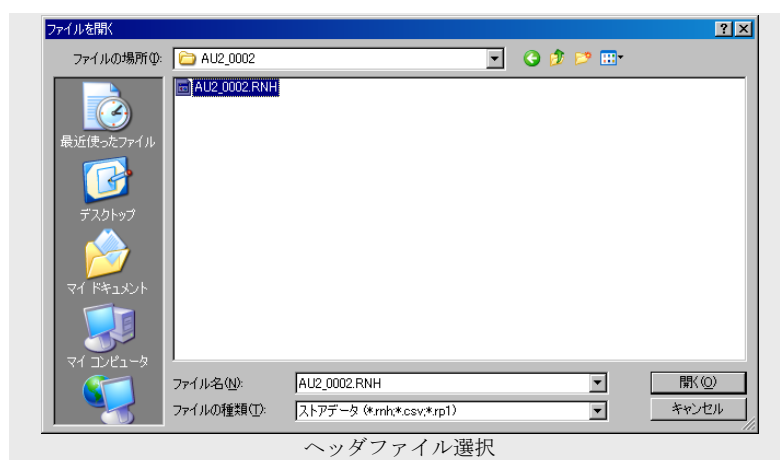 ファイルを開く
ファイルの場所(I):
AU2_0002
AU2_0002.RNH
最近使ったファイル
デスクトップ
マイ ドキュメント
マイ コンピュータ
ファイル名(N):
AU2_0002.RNH
開く(O)
ファイルの種類(T):
ストアデータ (*.rnh;*.csv;*.rp1)
キャンセル
ヘッダファイル選択